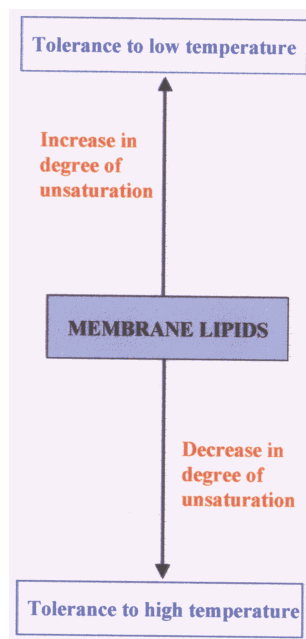 Tolerance to low temperature
Increase in
degree of
unsaturation
MEMBRANE LIPIDS
Decrease in
degree of
unsaturation
Tolerance to high temperature